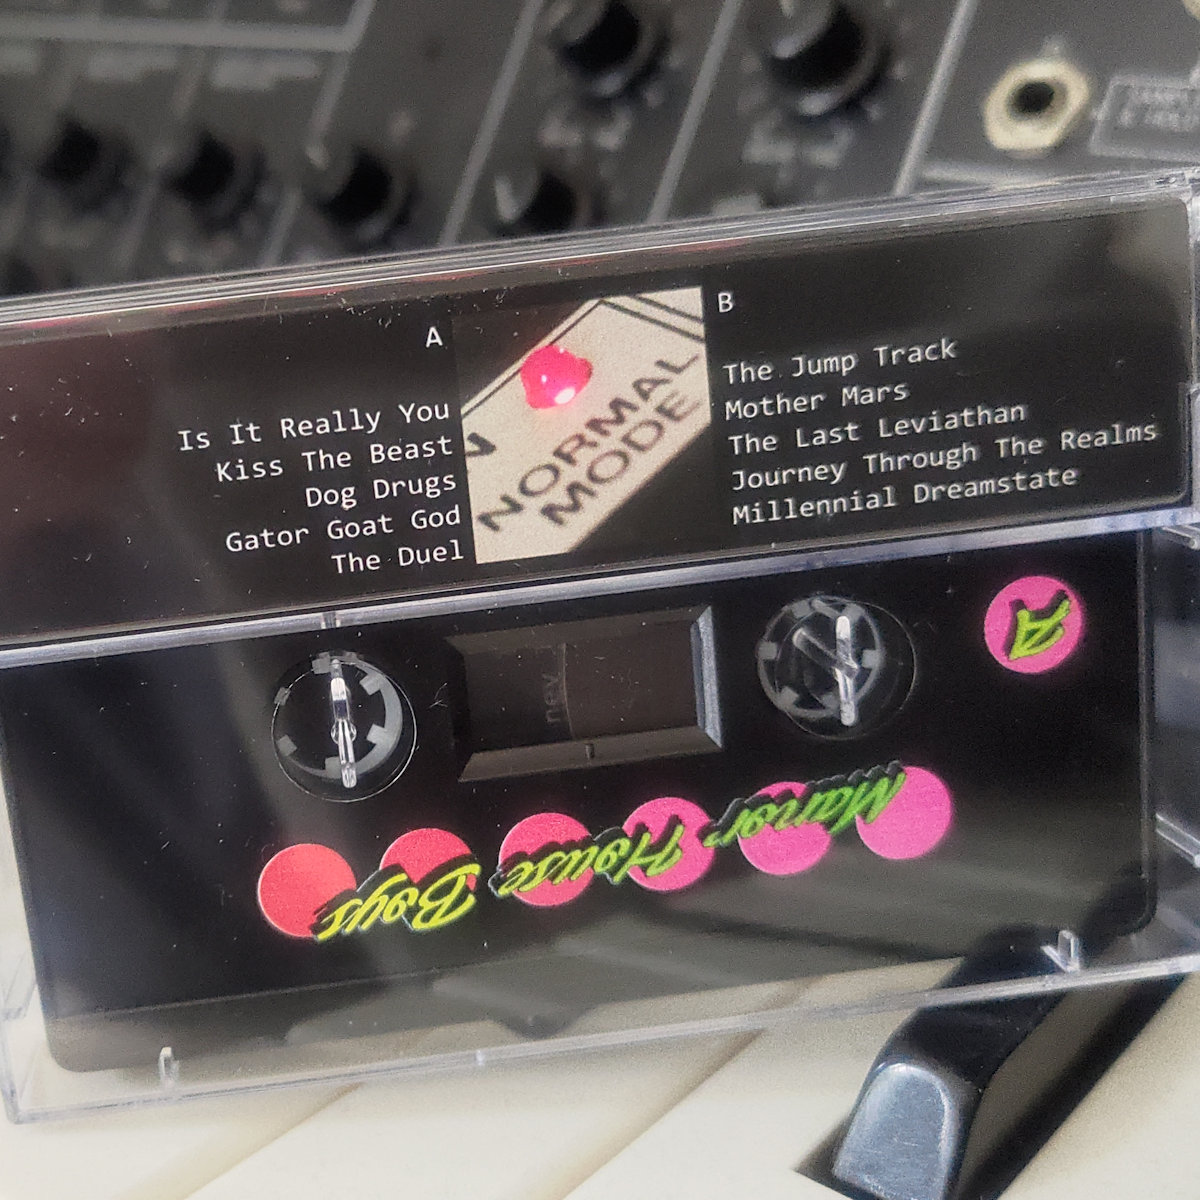 A
Is It Really You
Kiss The Beast
Dog Drugs
Gator Goat God
The Duel
NORMAL
MODE
B
The Jump Track
Mother Mars
The Last Leviathan
Journey Through The Realms
Millennial Dreamstate
A
Manor House Boys